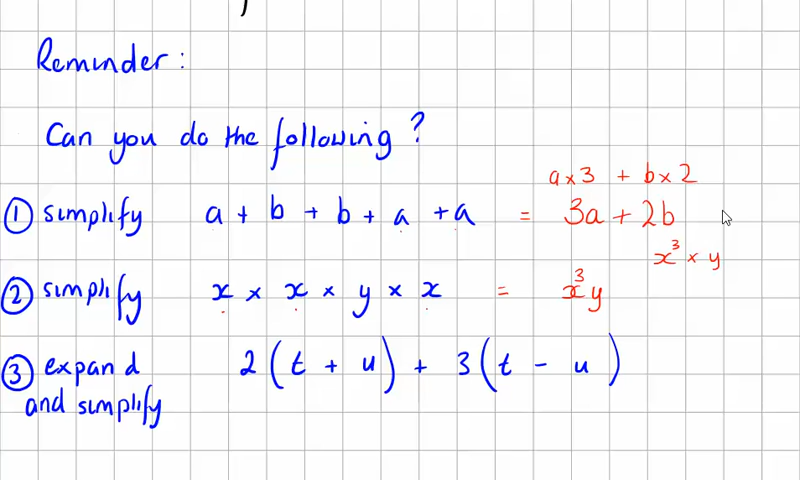 Reminder:
Can you do the following?
a × 3 + b × 2
① simplify a + b + b + a + a = 3a + 2b
x³ × y
② simplify x × x × y × x = x³y
③ expand 2(t + u) + 3(t - u)
and simplify